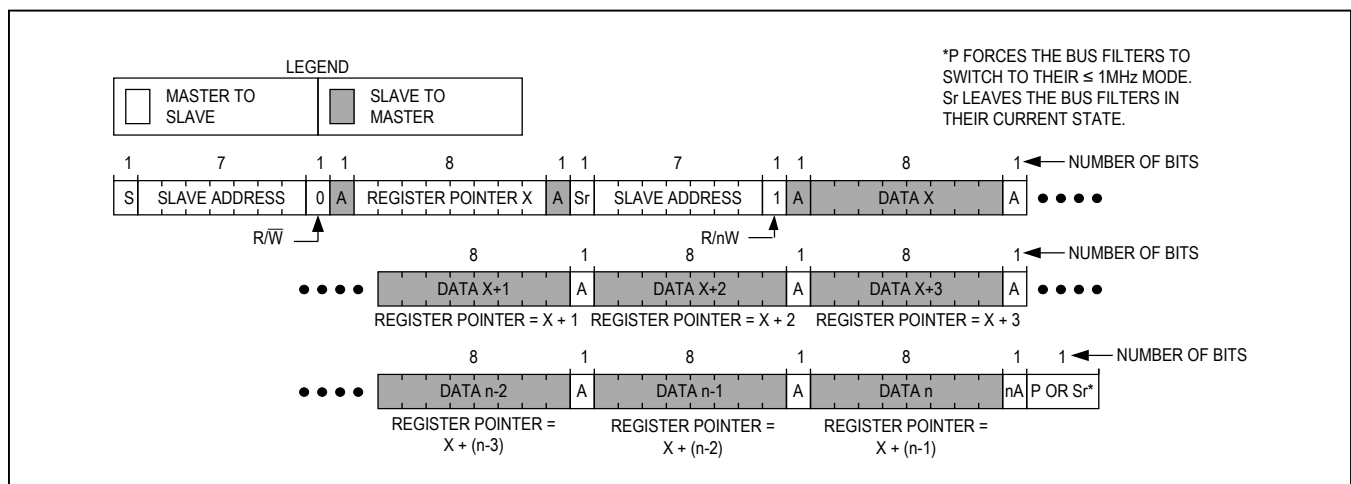 LEGEND
MASTER TO
SLAVE
SLAVE TO
MASTER
*P FORCES THE BUS FILTERS TO
SWITCH TO THEIR ≤ 1MHz MODE.
Sr LEAVES THE BUS FILTERS IN
THEIR CURRENT STATE.
1 7 1 1 8 1 1 7 1 1 8 1 NUMBER OF BITS
S SLAVE ADDRESS 0 A REGISTER POINTER X A Sr SLAVE ADDRESS 1 A DATA X A
R/W̅ R/nW
8 1 8 1 8 1 NUMBER OF BITS
DATA X+1 A DATA X+2 A DATA X+3 A
REGISTER POINTER = X + 1 REGISTER POINTER = X + 2 REGISTER POINTER = X + 3
8 1 8 1 8 1 1 NUMBER OF BITS
DATA n-2 A DATA n-1 A DATA n nA P OR Sr*
REGISTER POINTER = REGISTER POINTER = REGISTER POINTER =
X + (n-3) X + (n-2) X + (n-1)